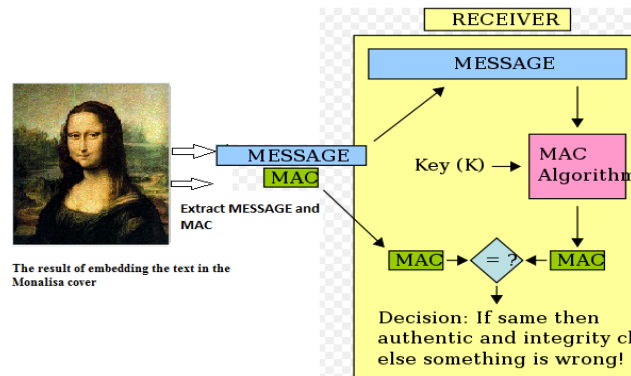 RECEIVER
MESSAGE
MESSAGE
MAC
Key (K)
MAC
Algorithm
Extract MESSAGE and
MAC
MAC
= ?
MAC
The result of embedding the text in the
Monalisa cover
Decision: If same then
authentic and integrity
else something is wrong!